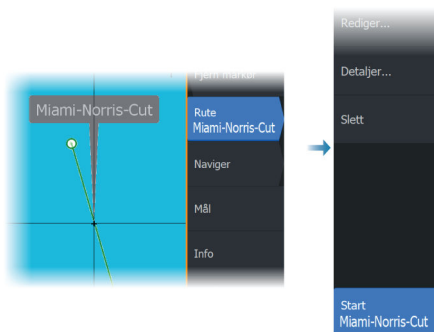 Fjern markør
Miami-Norris-Cut
Rute
Miami-Norris-Cut
Naviger
Mål
Info
Rediger...
Detaljer...
Slett
Start
Miami-Norris-Cut